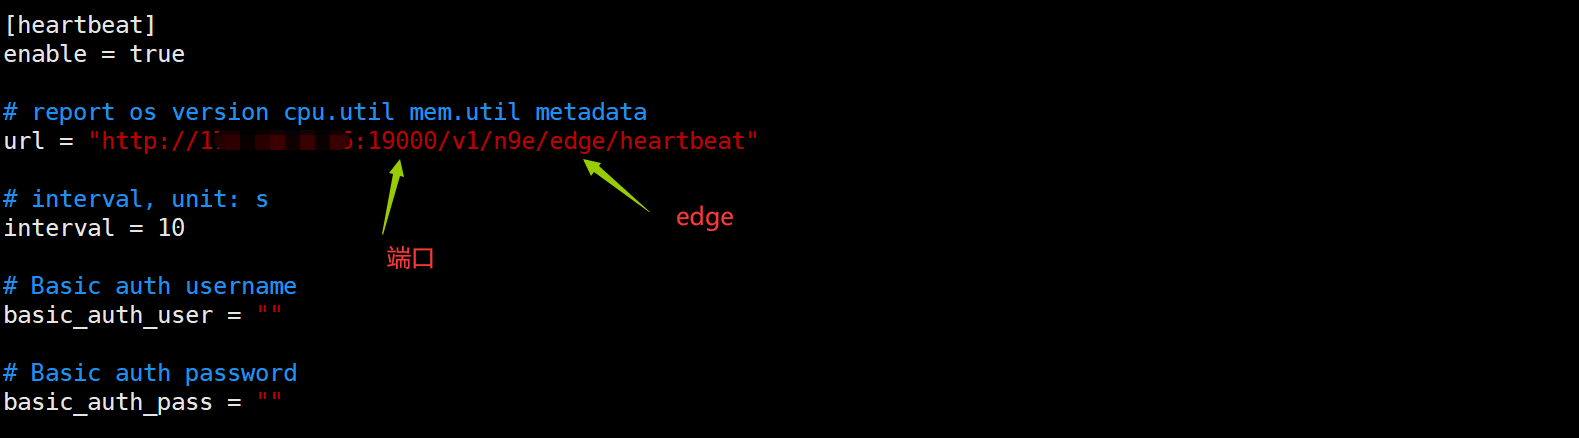 [heartbeat]
enable = true
# report os version cpu.util mem.util metadata
url = "http://1 :19000/v1/n9e/edge/heartbeat"
# interval, unit: s
edge
interval = 10
端口
# Basic auth username
basic_auth_user = ""
# Basic auth password
basic_auth_pass = ""